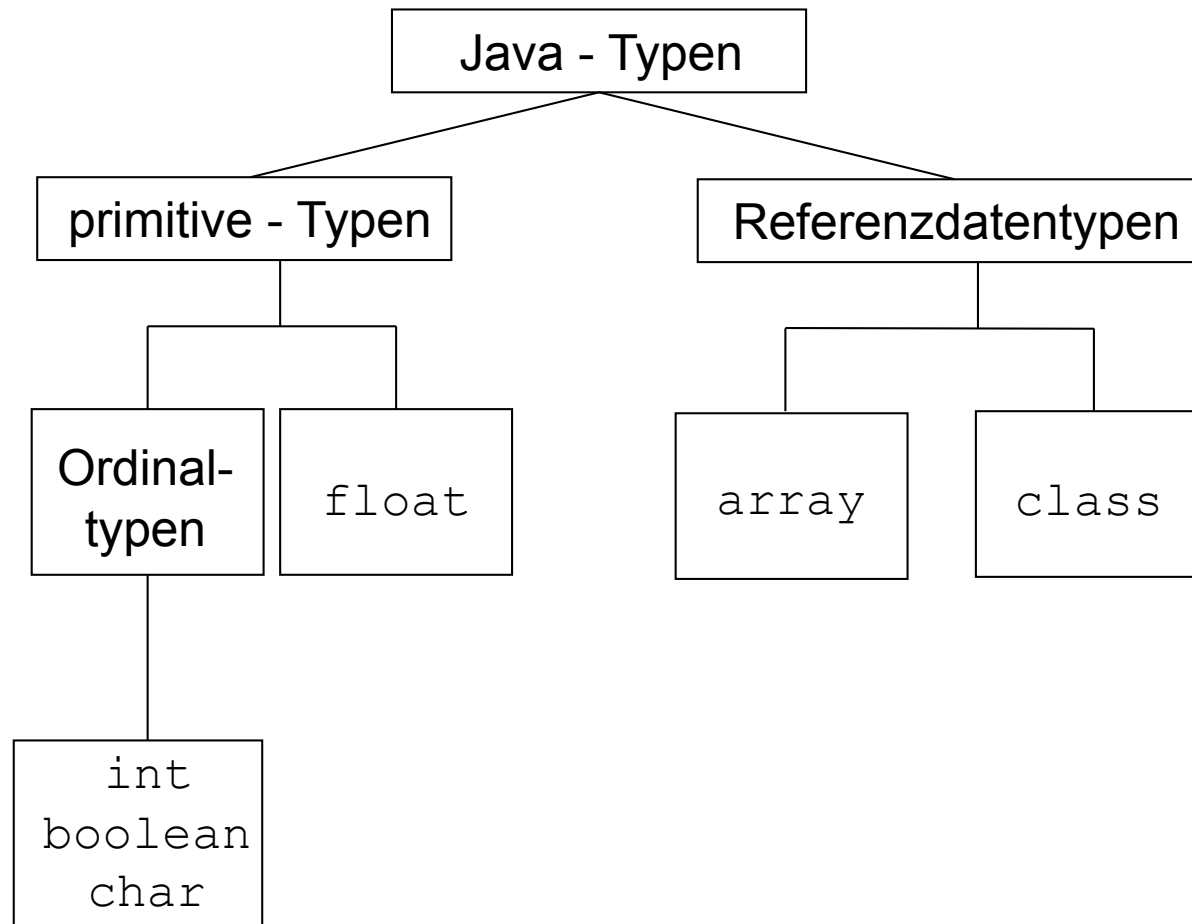 Java - Typen
primitive - Typen
Referenzdatentypen
Ordinal-
typen
float
array
class
int
boolean
char